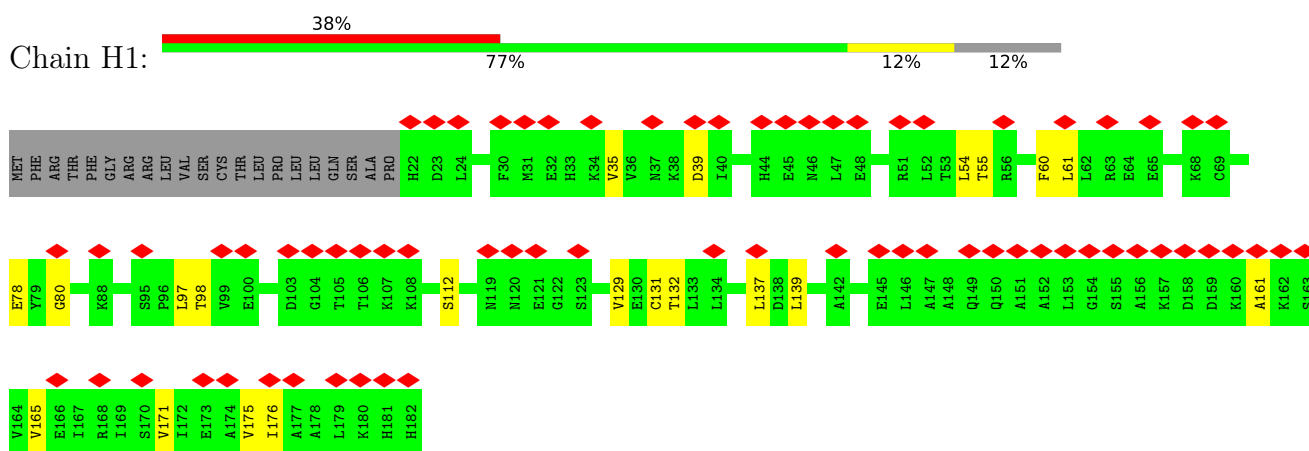 38%
Chain H1:
77% 12% 12%
MET PHE ARG THR PHE GLY ARG ARG LEU VAL SER CYS THR LEU PRO LEU LEU GLN SER ALA PRO H22 D23 L24 F30 M31 E32 H33 K34 V35 V36 N37 K38 D39 I40 H44 E45 N46 L47 E48 R51 L52 T53 L54 T55 R56 F60 L61 L62 R63 E64 E65 K68 C69
E78 Y79 G80 K88 S95 P96 L97 T98 V99 E100 D103 G104 T105 T106 K107 K108 S112 N119 N120 E121 G122 S123 V129 E130 C131 T132 L133 L134 L137 D138 L139 A142 E145 L146 A147 A148 Q149 Q150 A151 A152 L153 G154 S155 A156 K157 D158 D159 K160 A161 K162 S163
V164 V165 E166 I167 R168 I169 S170 V171 I172 E173 A174 V175 I176 A177 A178 L179 K180 H181 H182